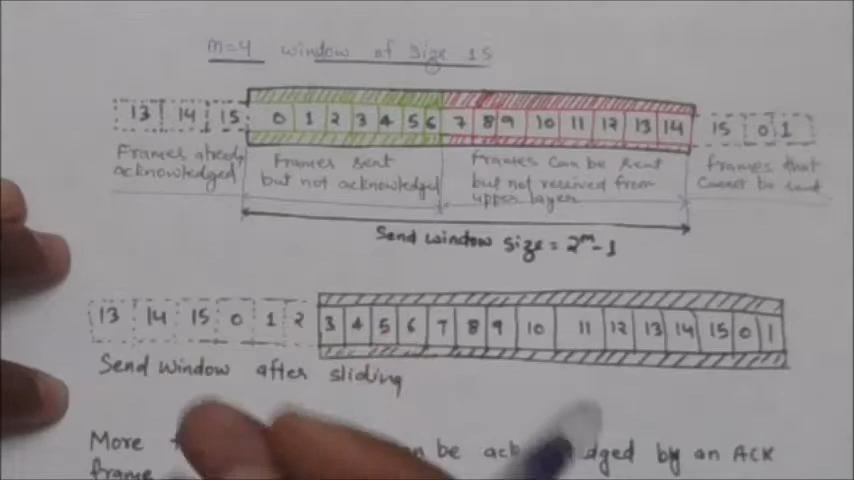 m=4 window of Size 15
13 14 15 0 1 2 3 4 5 6 7 8 9 10 11 12 13 14 15 0 1
Frames already acknowledged
Frames sent but not acknowledged
Frames can be sent but not received from upper layer
frames that cannot be sent
Send window size = 2^m-1
13 14 15 0 1 2 3 4 5 6 7 8 9 10 11 12 13 14 15 0 1
Send window after sliding
More be by an ACK
frame